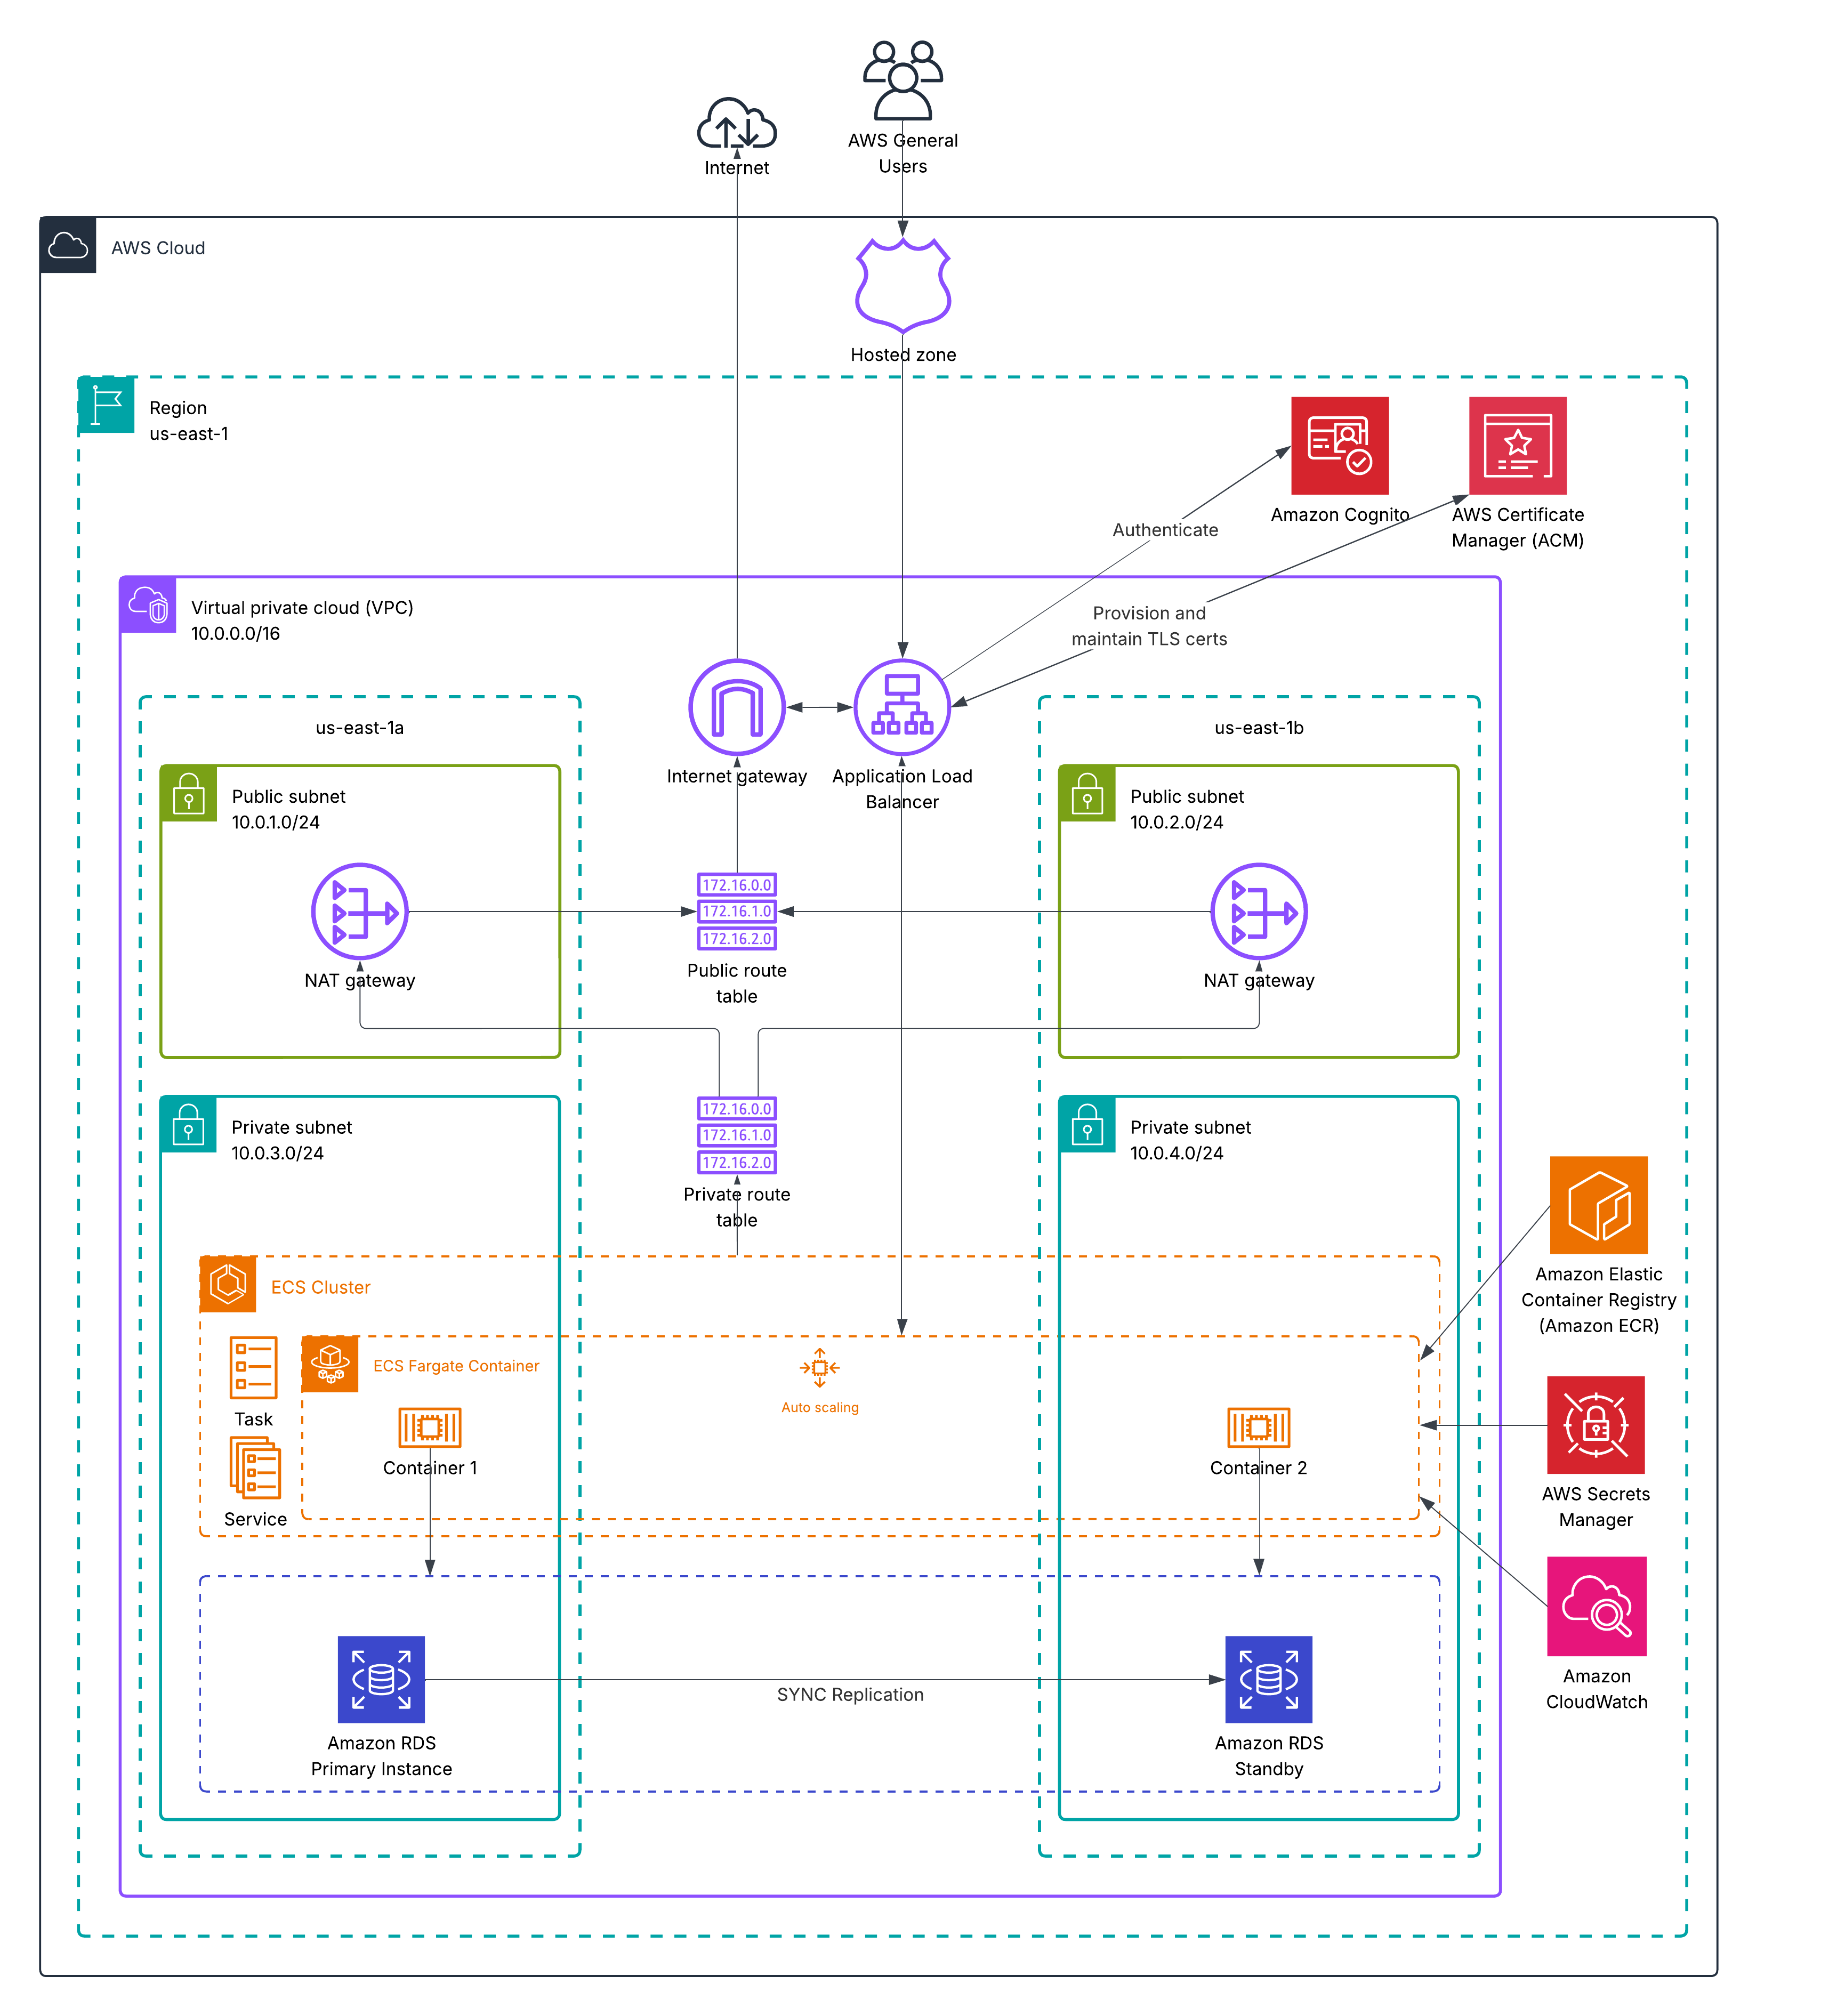 AWS General
Users
Internet
AWS Cloud
Hosted zone
Region
us-east-1
Amazon Cognito
AWS Certificate
Manager (ACM)
Authenticate
Provision and
maintain TLS certs
Virtual private cloud (VPC)
10.0.0.0/16
us-east-1a
us-east-1b
Internet gateway
Application Load
Balancer
Public subnet
10.0.1.0/24
Public subnet
10.0.2.0/24
172.16.0.0
172.16.1.0
172.16.2.0
NAT gateway
Public route
table
NAT gateway
Private subnet
10.0.3.0/24
172.16.0.0
172.16.1.0
172.16.2.0
Private route
table
Private subnet
10.0.4.0/24
ECS Cluster
Amazon Elastic
Container Registry
(Amazon ECR)
ECS Fargate Container
Auto scaling
Task
Container 1
Container 2
Service
AWS Secrets
Manager
SYNC Replication
Amazon
CloudWatch
Amazon RDS
Primary Instance
Amazon RDS
Standby